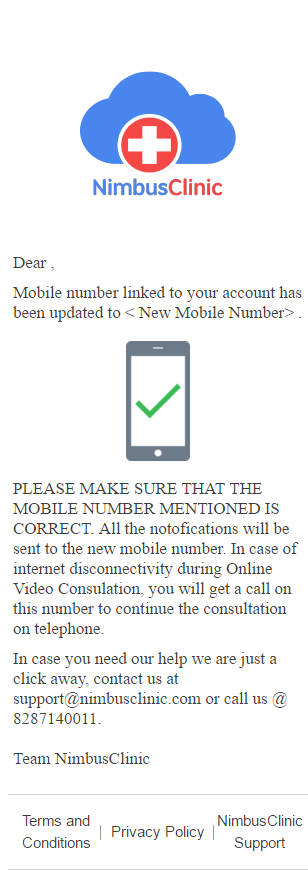 NimbusClinic
Dear ,
Mobile number linked to your account has
been updated to < New Mobile Number> .
PLEASE MAKE SURE THAT THE
MOBILE NUMBER MENTIONED IS
CORRECT. All the notofications will be
sent to the new mobile number. In case of
internet disconnectivity during Online
Video Consulation, you will get a call on
this number to continue the consultation
on telephone.
In case you need our help we are just a
click away, contact us at
support@nimbusclinic.com or call us @
8287140011.
Team NimbusClinic
Terms and
Conditions
| Privacy Policy |
NimbusClinic
Support